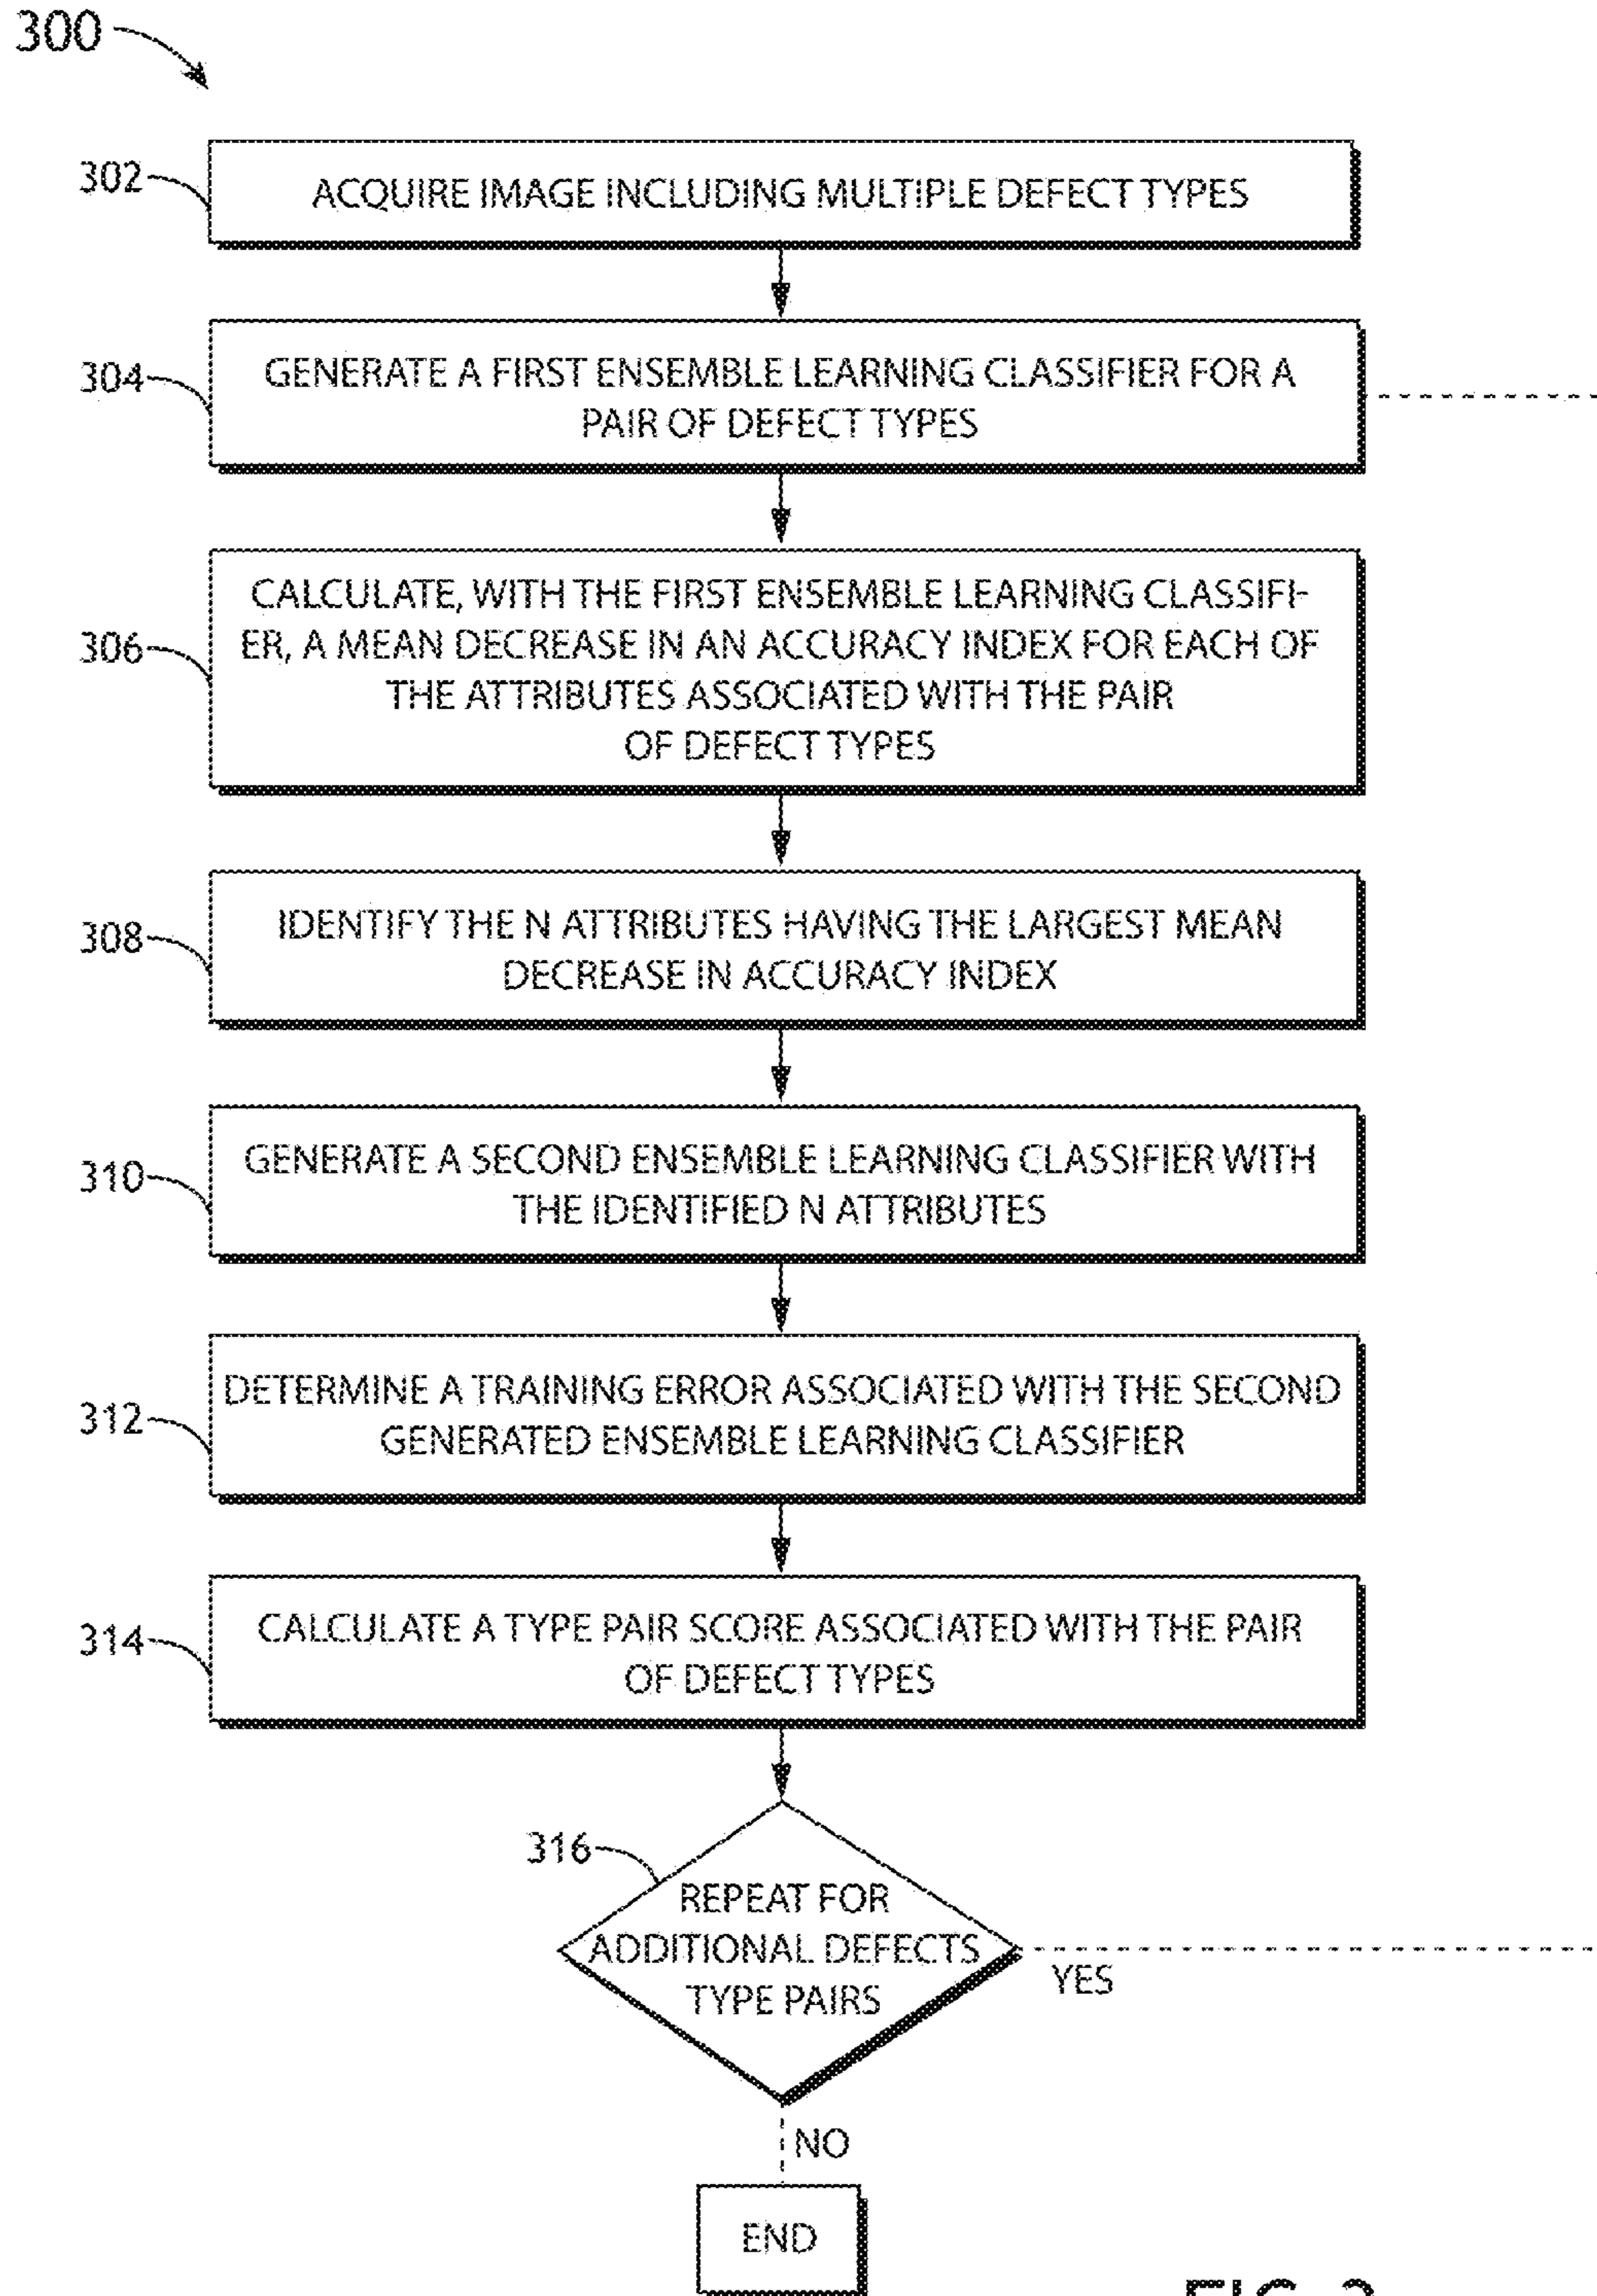 300
302
ACQUIRE IMAGE INCLUDING MULTIPLE DEFECT TYPES
304
GENERATE A FIRST ENSEMBLE LEARNING CLASSIFIER FOR A
PAIR OF DEFECT TYPES
306
CALCULATE, WITH THE FIRST ENSEMBLE LEARNING CLASSIFI-
ER, A MEAN DECREASE IN AN ACCURACY INDEX FOR EACH OF
THE ATTRIBUTES ASSOCIATED WITH THE PAIR
OF DEFECT TYPES
308
IDENTIFY THE N ATTRIBUTES HAVING THE LARGEST MEAN
DECREASE IN ACCURACY INDEX
310
GENERATE A SECOND ENSEMBLE LEARNING CLASSIFIER WITH
THE IDENTIFIED N ATTRIBUTES
312
DETERMINE A TRAINING ERROR ASSOCIATED WITH THE SECOND
GENERATED ENSEMBLE LEARNING CLASSIFIER
314
CALCULATE A TYPE PAIR SCORE ASSOCIATED WITH THE PAIR
OF DEFECT TYPES
316
REPEAT FOR
ADDITIONAL DEFECTS
TYPE PAIRS
YES
NO
END